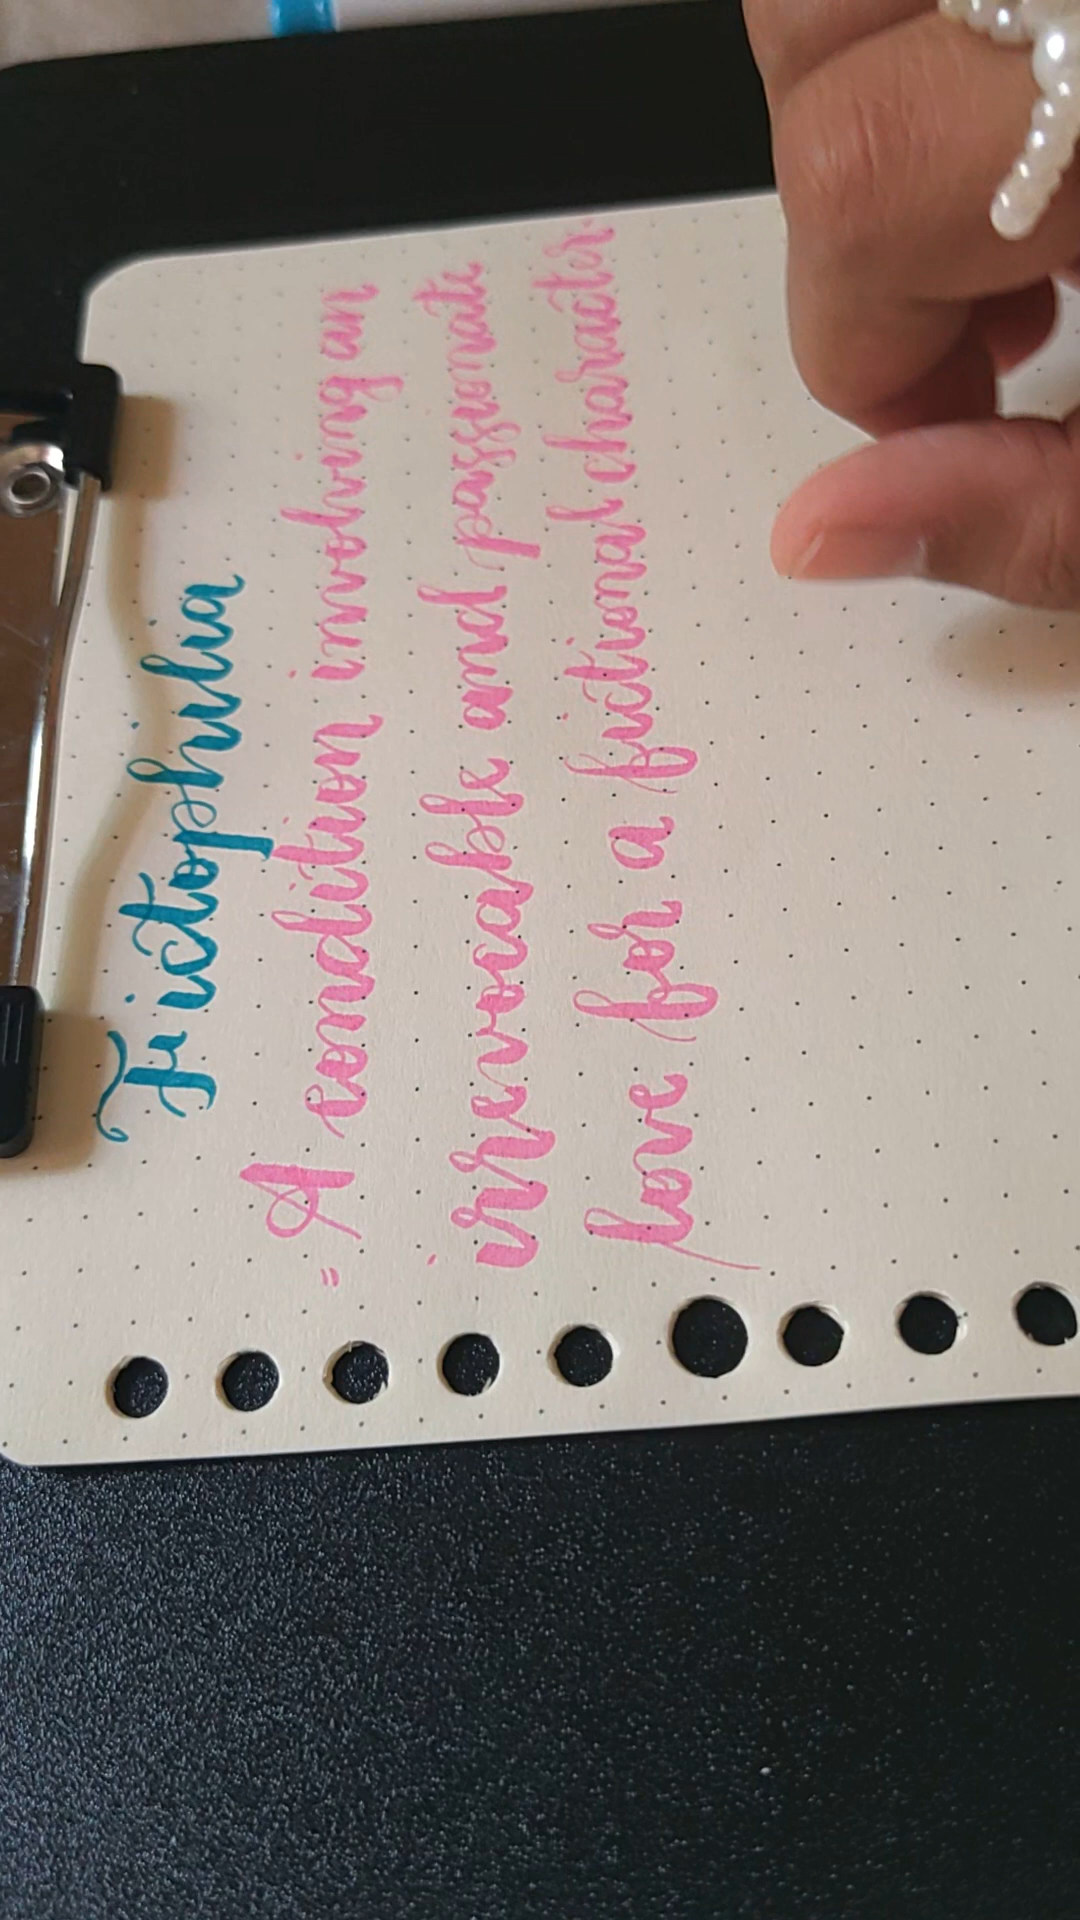 Fictophilia
= A condition involving an
irrevocable and passionate
love for a fictional character.